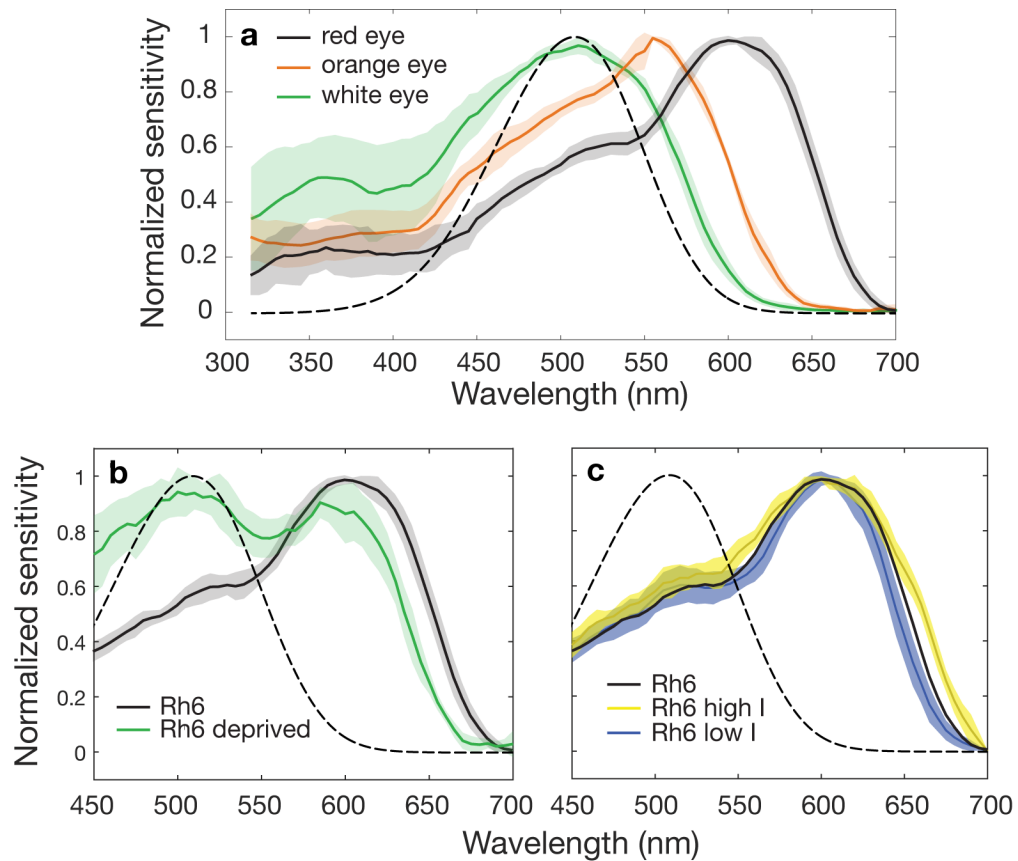 a
red eye
orange eye
white eye
Normalized sensitivity
1
0.8
0.6
0.4
0.2
0
300 350 400 450 500 550 600 650 700
Wavelength (nm)
b
Normalized sensitivity
1
0.8
0.6
0.4
0.2
0
Rh6
Rh6 deprived
450 500 550 600 650 700
c
Rh6
Rh6 high I
Rh6 low I
450 500 550 600 650 700
Wavelength (nm)